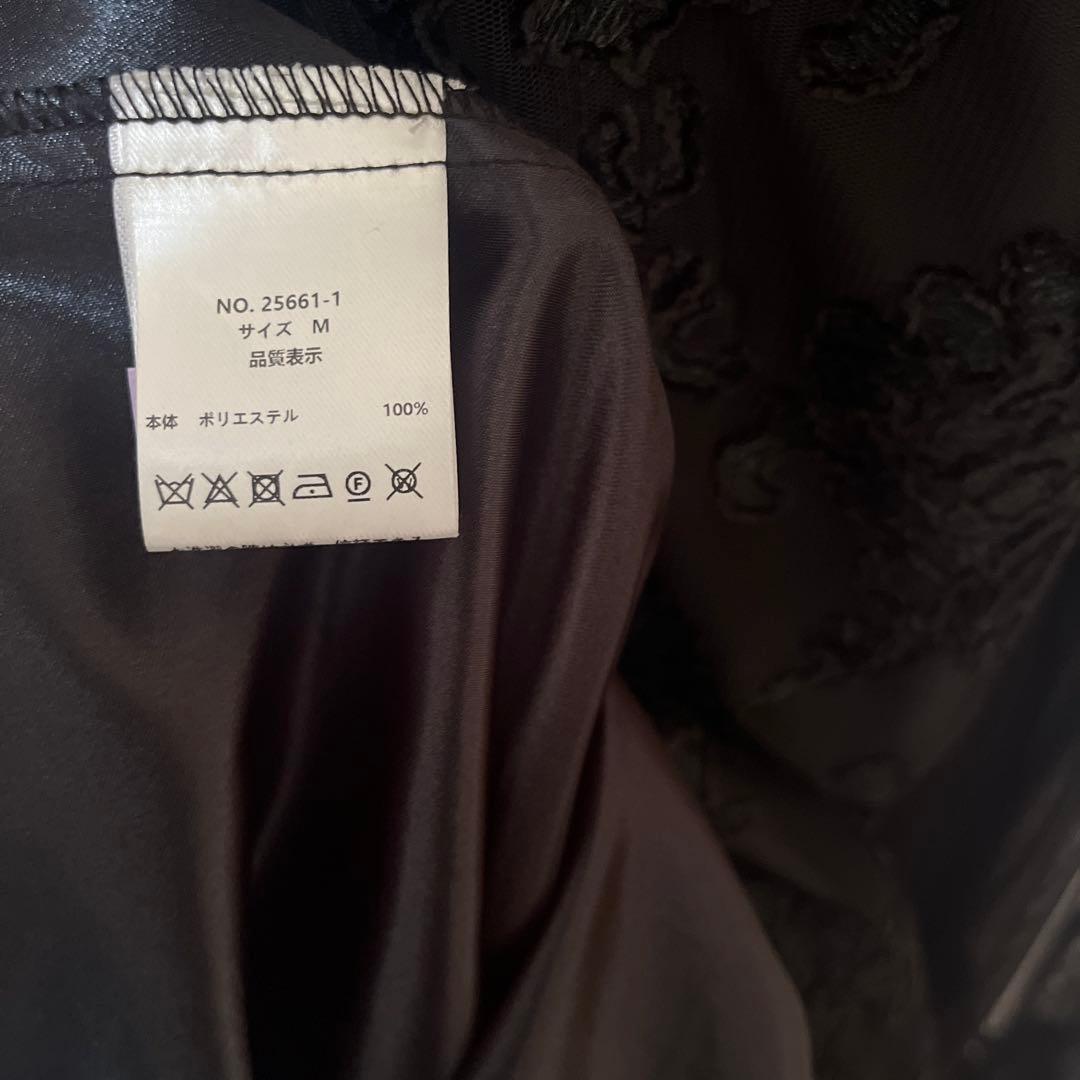 NO. 25661-1
サイズ M
品質表示
本体 ポリエステル 100%
F